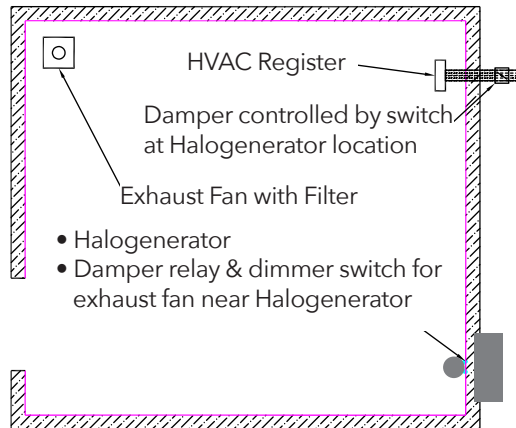 HVAC Register
Damper controlled by switch
at Halogenerator location
Exhaust Fan with Filter
• Halogenerator
• Damper relay & dimmer switch for
exhaust fan near Halogenerator